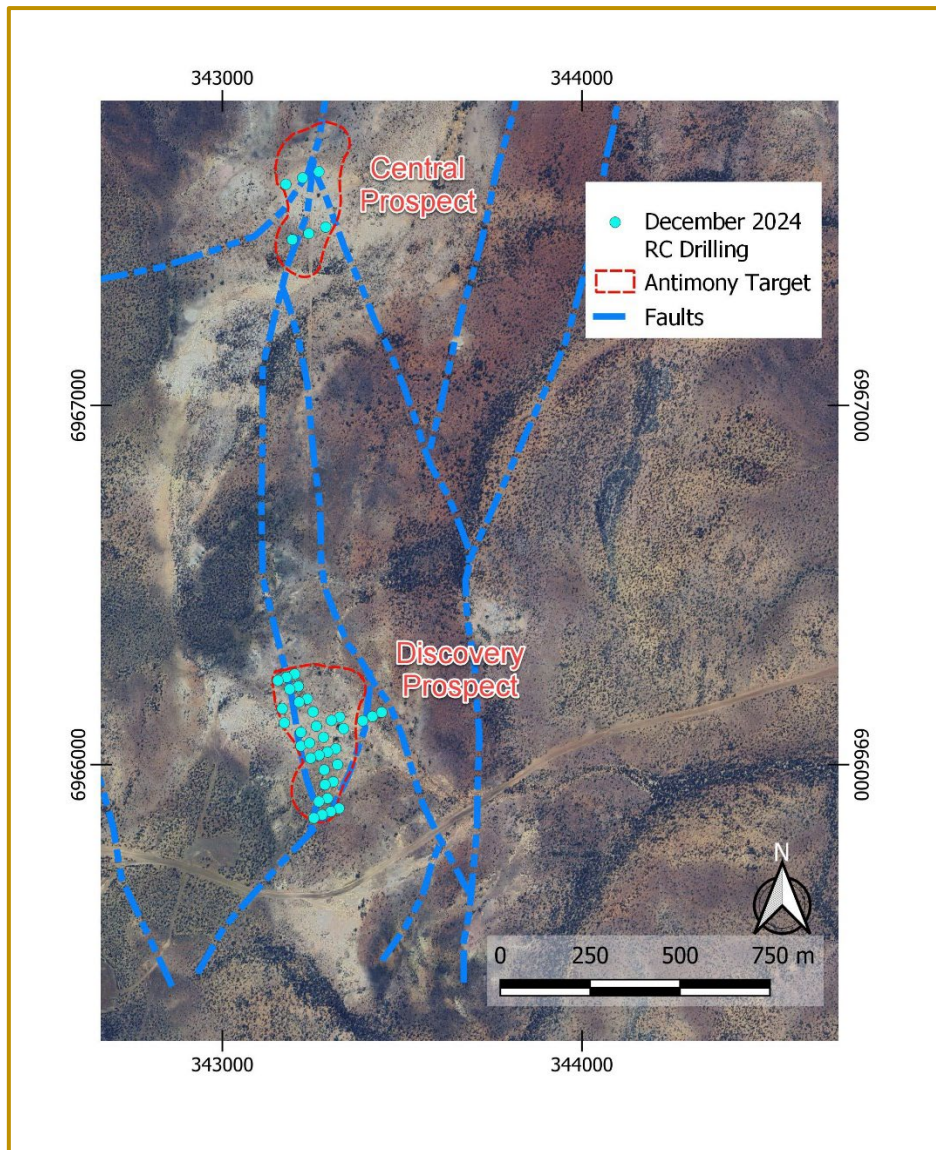 343000
344000
Central
Prospect
December 2024
RC Drilling
Antimony Target
Faults
6967000
6967000
Discovery
Prospect
6966000
6966000
N
0 250 500 750 m
343000
344000